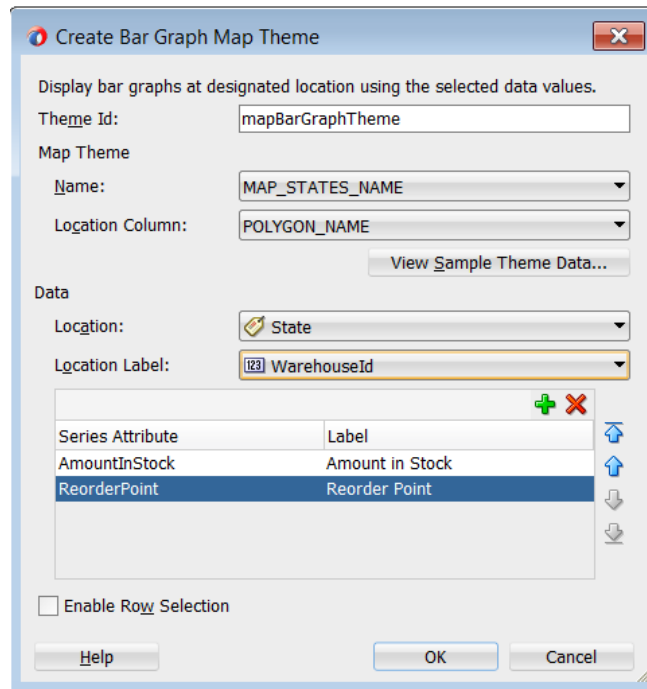 Create Bar Graph Map Theme
Display bar graphs at designated location using the selected data values.
Theme Id: mapBarGraphTheme
Map Theme
Name: MAP_STATES_NAME
Location Column: POLYGON_NAME
View Sample Theme Data...
Data
Location: State
Location Label: 123 WarehouseId
Series Attribute Label
AmountInStock Amount in Stock
ReorderPoint Reorder Point
Enable Row Selection
Help OK Cancel